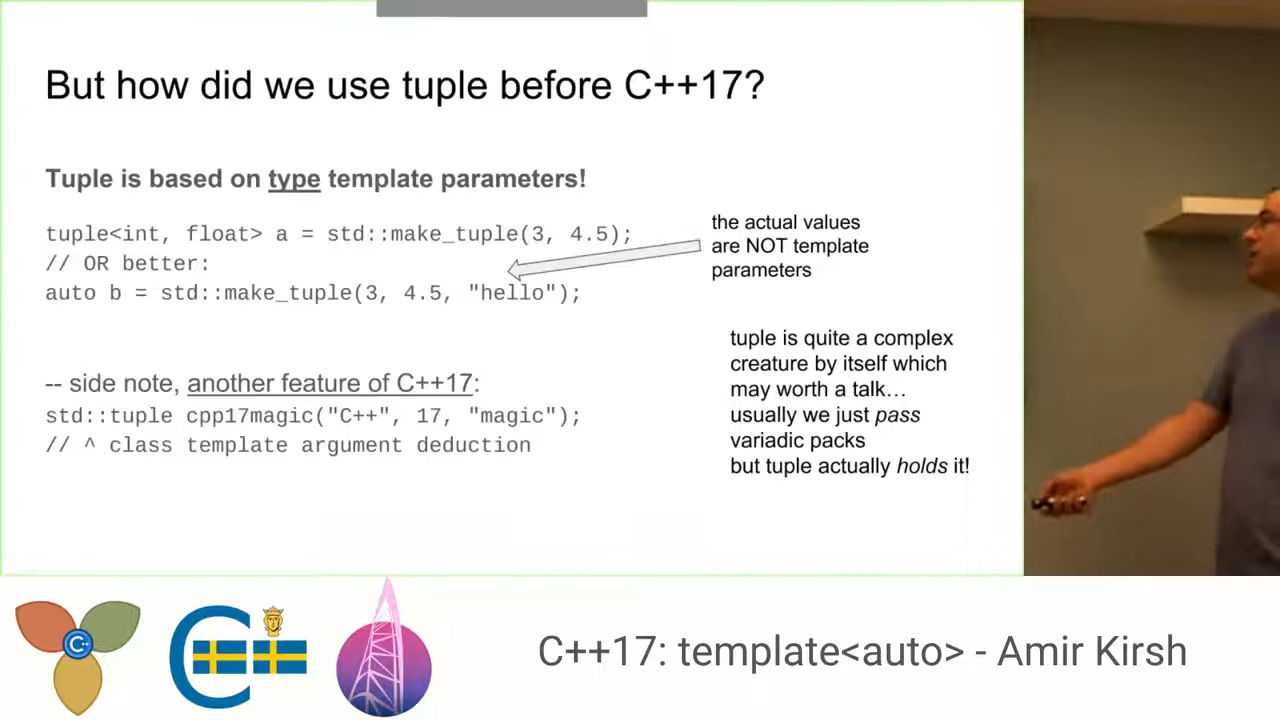 But how did we use tuple before C++17?
Tuple is based on type template parameters!
tuple<int, float> a = std::make_tuple(3, 4.5);
// OR better:
auto b = std::make_tuple(3, 4.5, "hello");
the actual values
are NOT template
parameters
-- side note, another feature of C++17:
std::tuple cpp17magic("C++", 17, "magic");
// ^ class template argument deduction
tuple is quite a complex
creature by itself which
may worth a talk…
usually we just pass
variadic packs
but tuple actually holds it!
C++
C++
C++17: template<auto> - Amir Kirsh